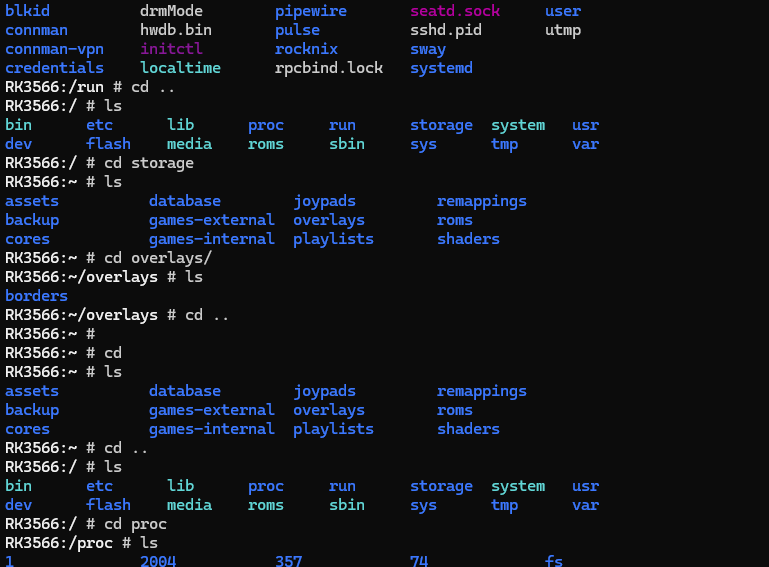 blkid drmMode pipewire seatd.sock user
connman hwdb.bin pulse sshd.pid utmp
connman-vpn initctl rocknix sway
credentials localtime rpcbind.lock systemd
RK3566:/run # cd ..
RK3566:/ # ls
bin etc lib proc run storage system usr
dev flash media roms sbin sys tmp var
RK3566:/ # cd storage
RK3566:~ # ls
assets database joypads remappings
backup games-external overlays roms
cores games-internal playlists shaders
RK3566:~ # cd overlays/
RK3566:~/overlays # ls
borders
RK3566:~/overlays # cd ..
RK3566:~ #
RK3566:~ # cd
RK3566:~ # ls
assets database joypads remappings
backup games-external overlays roms
cores games-internal playlists shaders
RK3566:~ # cd ..
RK3566:/ # ls
bin etc lib proc run storage system usr
dev flash media roms sbin sys tmp var
RK3566:/ # cd proc
RK3566:/proc # ls
1 2004 357 74 fs